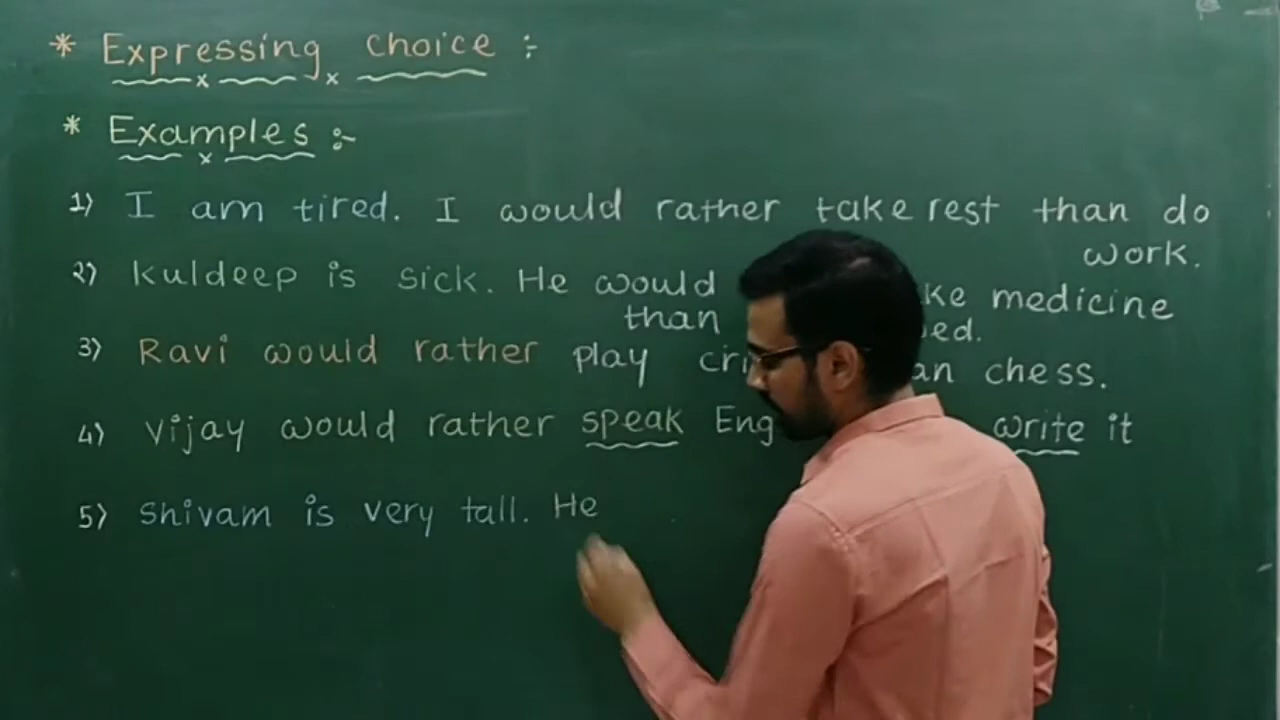 * Expressing choice :-
* Examples :-
1) I am tired. I would rather take rest than do
work.
2) Kuldeep is sick. He would ke medicine
than ed.
3) Ravi would rather play cri an chess.
4) Vijay would rather speak Eng write it
5) Shivam is very tall. He